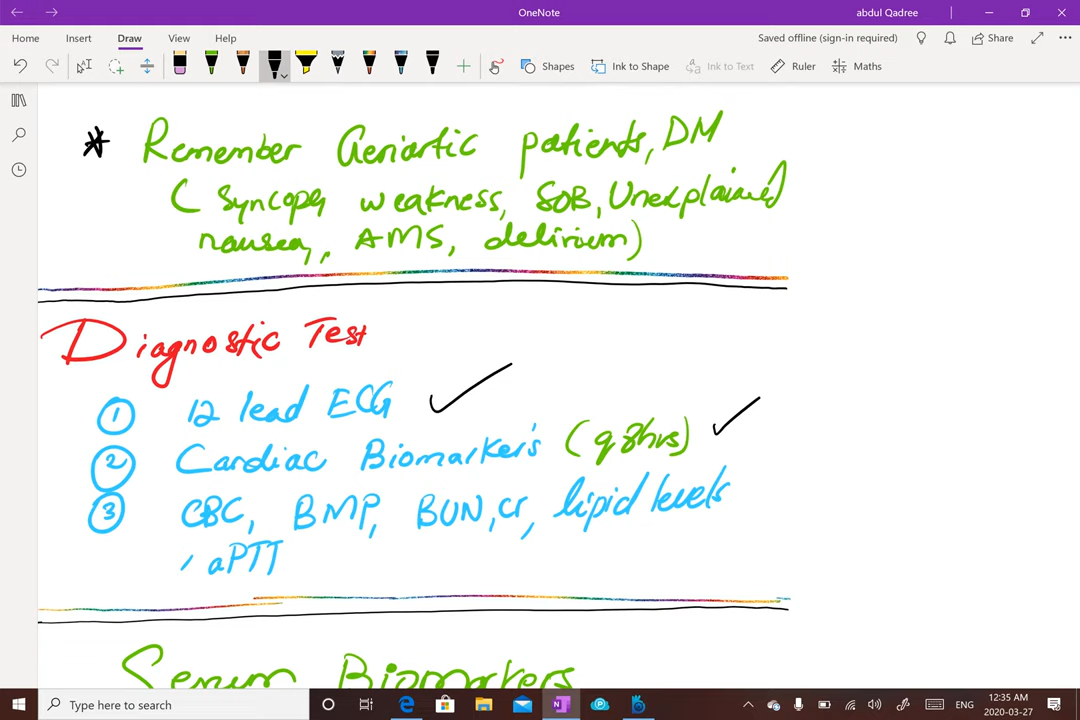 OneNote
abdul Qadree
Home Insert Draw View Help
Saved offline (sign-in required) Share
Shapes Ink to Shape Ink to Text Ruler Maths
* Remember Geriartic patients, DM
( Syncope, weakness, SOB, Unexplained
nausea, AMS, delirium)
Diagnostic Test
1 12 lead ECG ✓
2 Cardiac Biomarker's (q8hrs) ✓
3 CBC, BMP, BUN, Cr, lipid levels
, aPTT
Serum Biomarkers
Type here to search
ENG
12:35 AM
2020-03-27